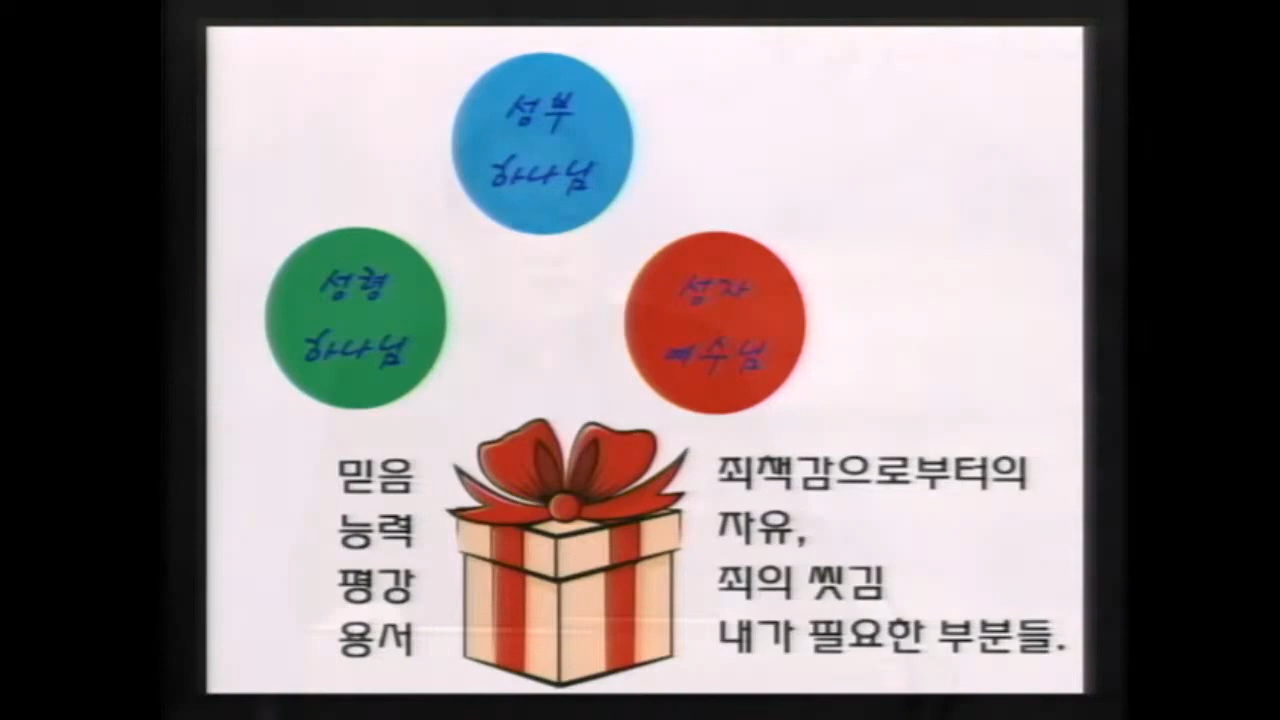 성부
하나님
성령
하나님
성자
예수님
믿음
능력
평강
용서
죄책감으로부터의
자유,
죄의 씻김
내가 필요한 부분들.